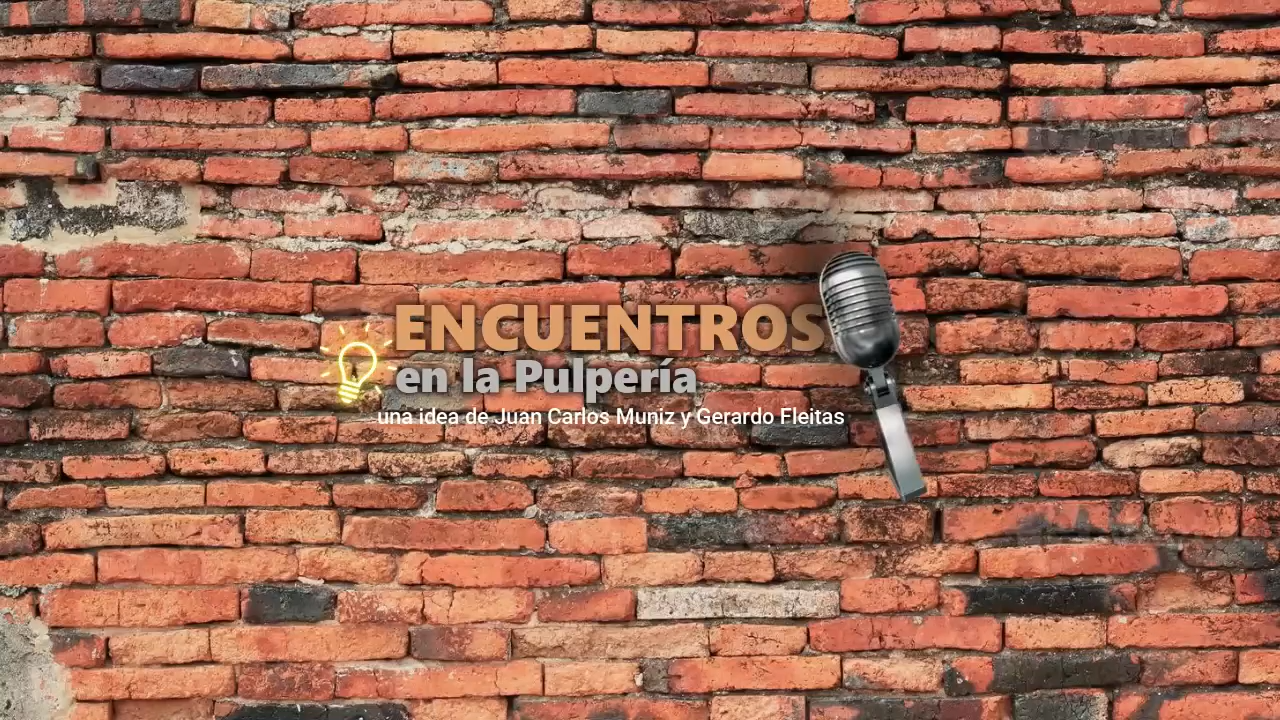 ENCUENTROS
en la Pulpería
una idea de Juan Carlos Muniz y Gerardo Fleitas